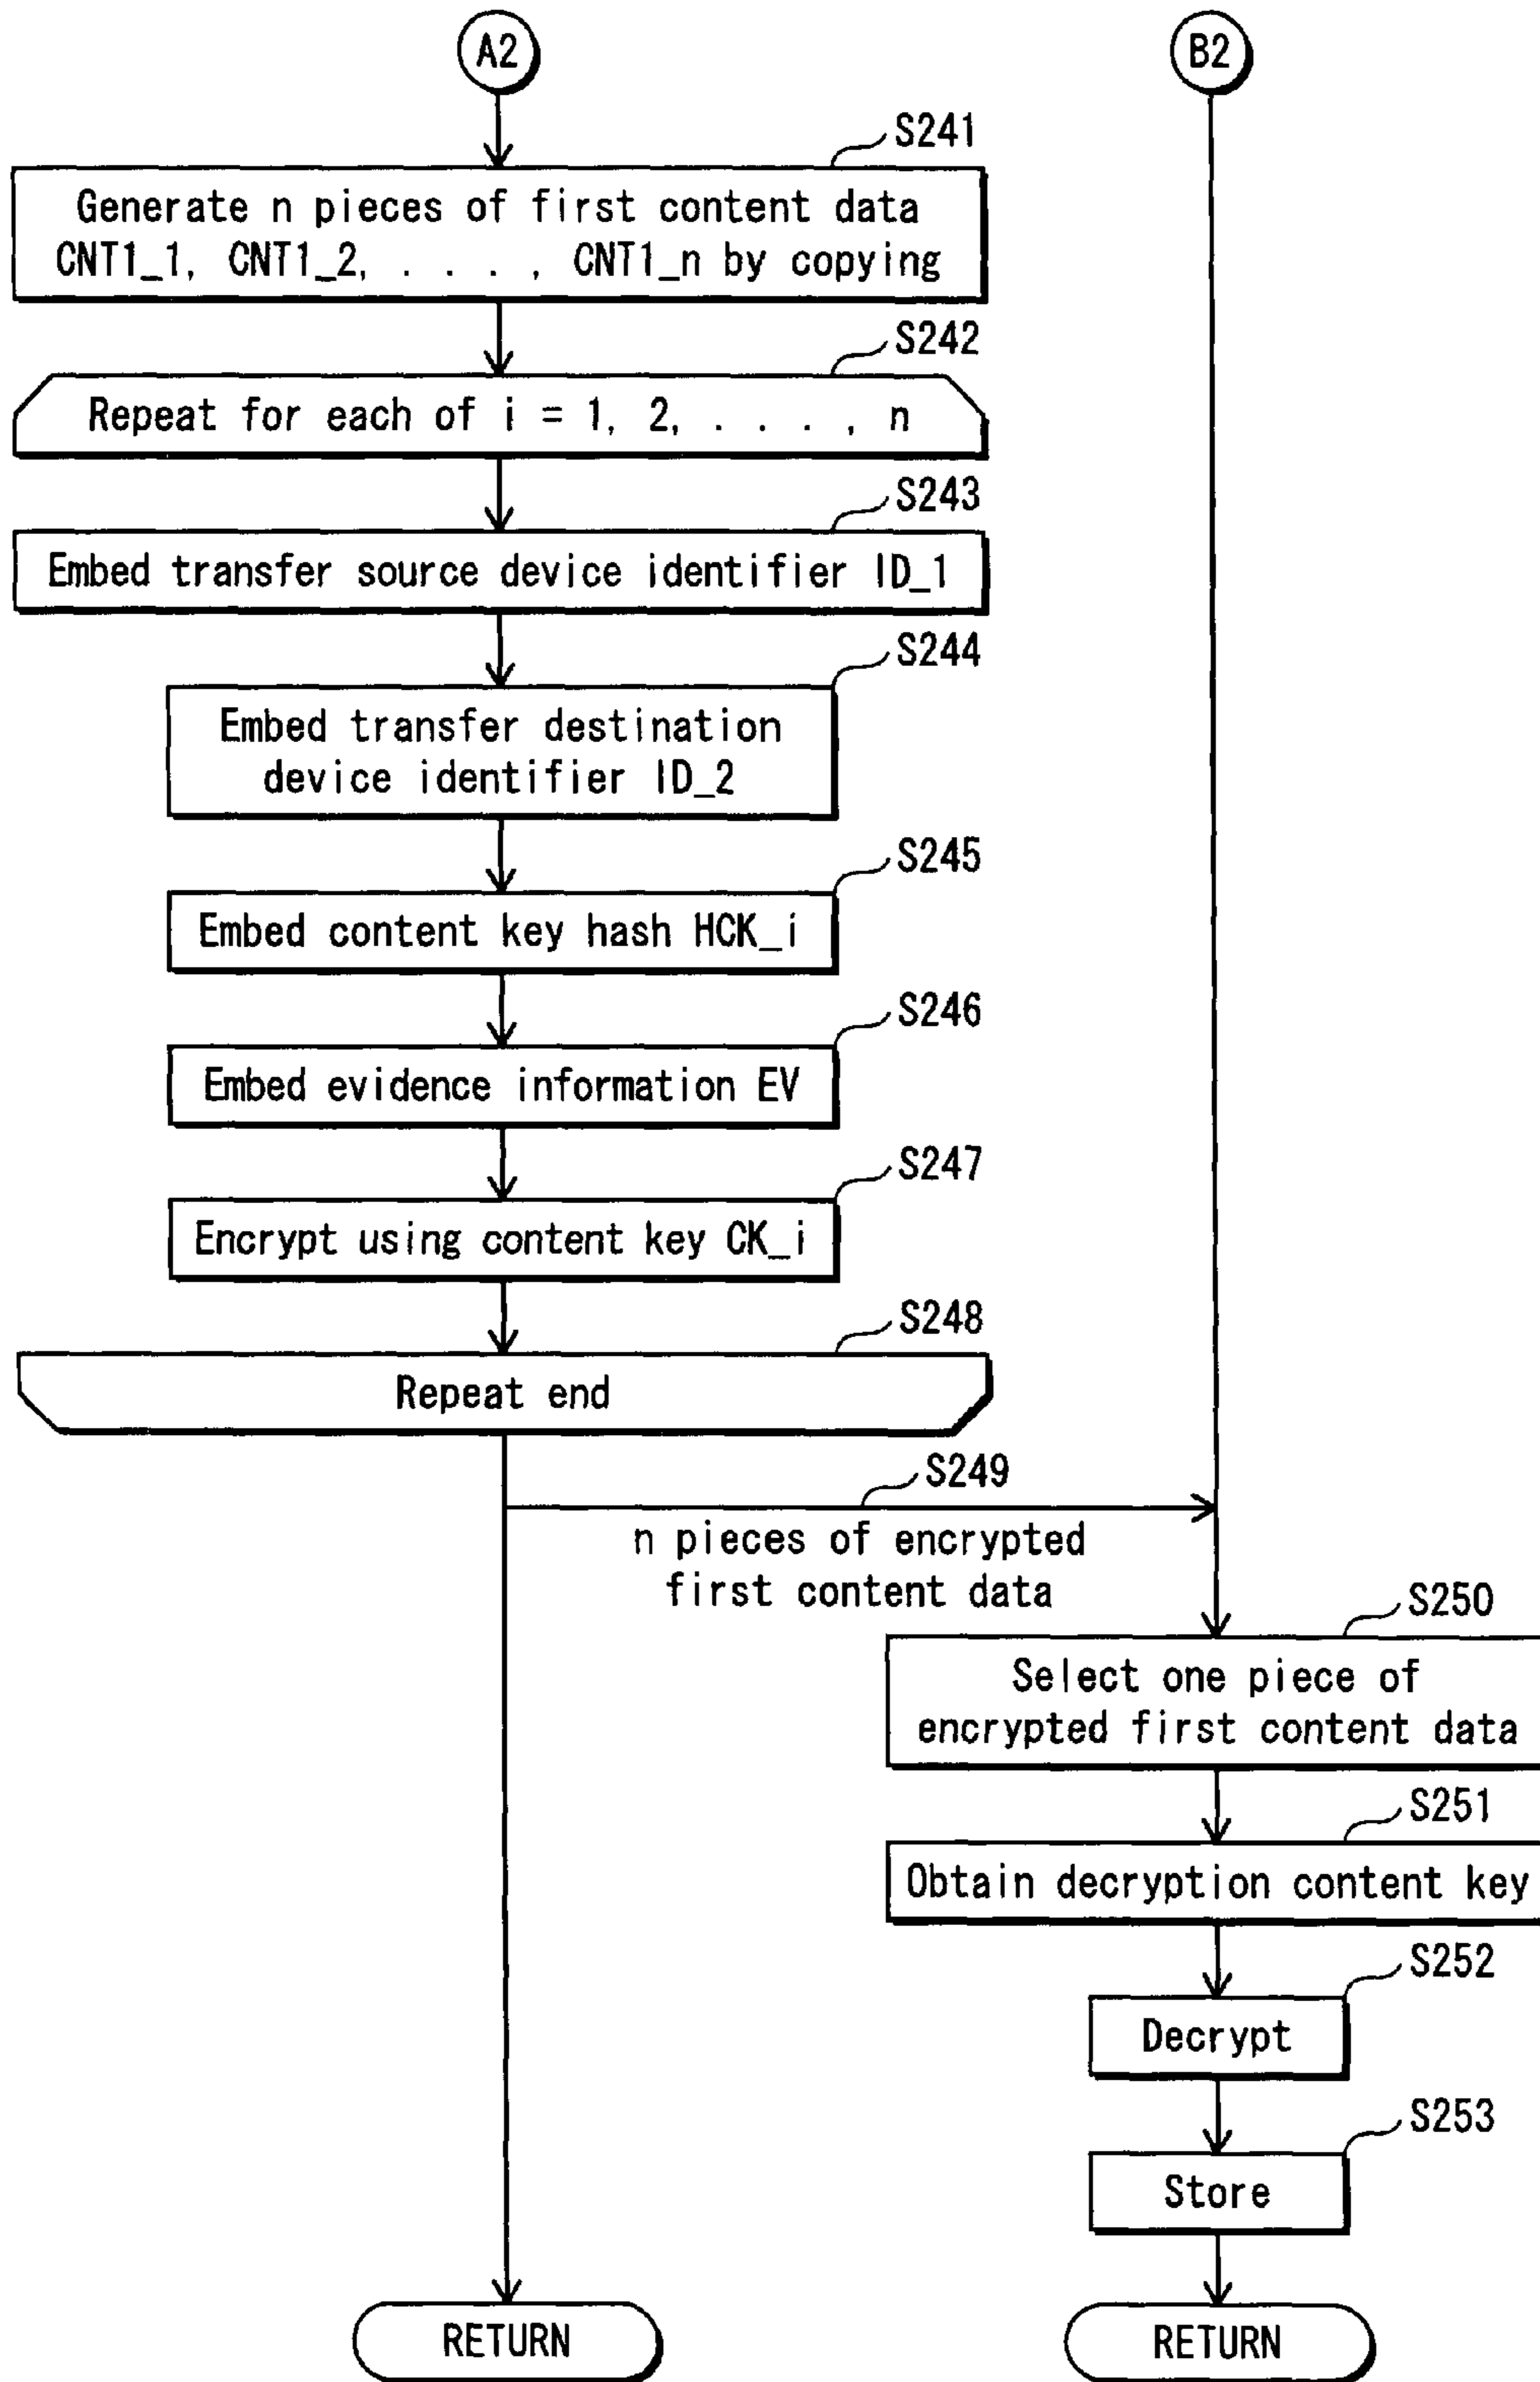 A2
B2
S241
Generate n pieces of first content data
CNT1_1, CNT1_2, . . . , CNT1_n by copying
S242
Repeat for each of i = 1, 2, . . . , n
S243
Embed transfer source device identifier ID_1
S244
Embed transfer destination
device identifier ID_2
S245
Embed content key hash HCK_i
S246
Embed evidence information EV
S247
Encrypt using content key CK_i
S248
Repeat end
S249
n pieces of encrypted
first content data
S250
Select one piece of
encrypted first content data
S251
Obtain decryption content key
S252
Decrypt
S253
Store
RETURN
RETURN